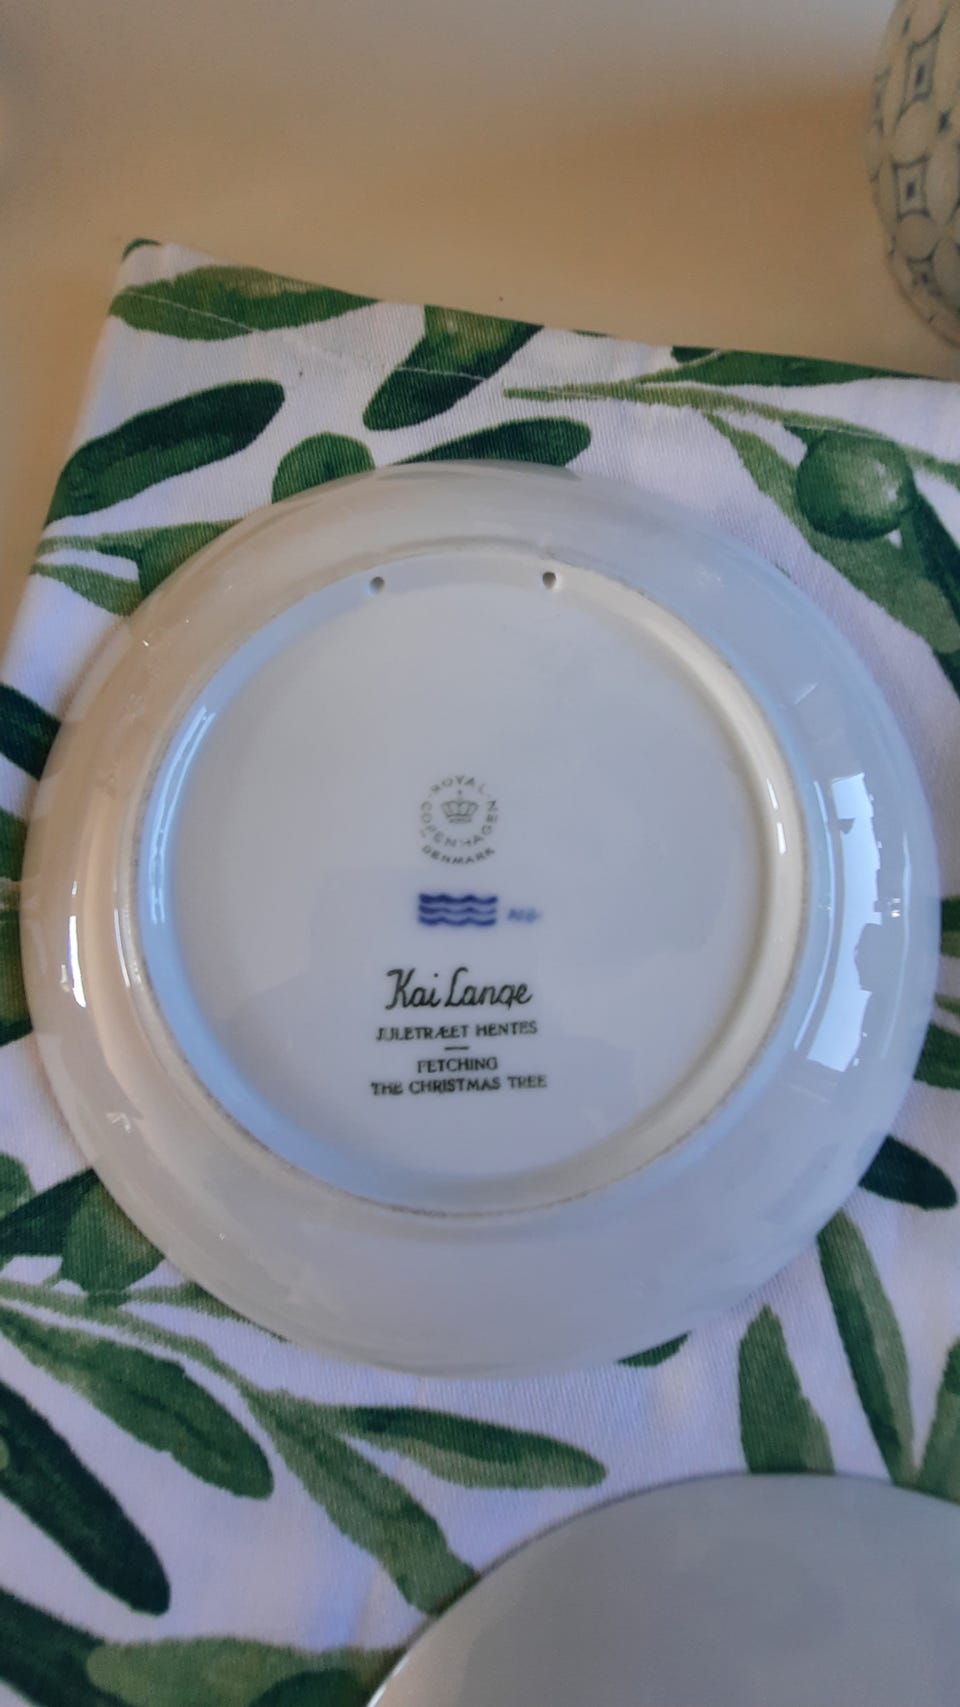 ROYAL
COPENHAGEN
DENMARK
Kai Lange
JULETRÆET HENTES
FETCHING
THE CHRISTMAS TREE